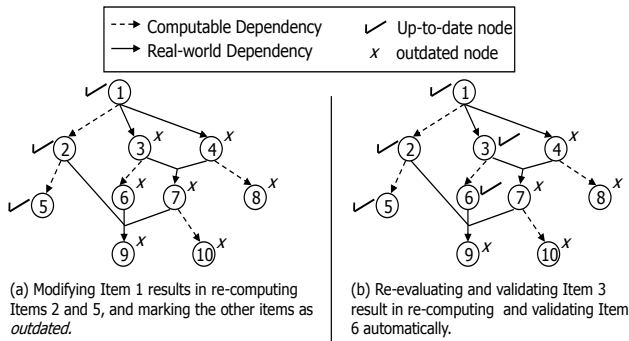 Computable Dependency
Up-to-date node
Real-world Dependency
x outdated node
1
2
3 x
4 x
5
6 x
7 x
8 x
9 x
10 x
1
2
3
4 x
5
6
7 x
8 x
9 x
10 x
(a) Modifying Item 1 results in re-computing
Items 2 and 5, and marking the other items as
outdated.
(b) Re-evaluating and validating Item 3
result in re-computing and validating Item
6 automatically.